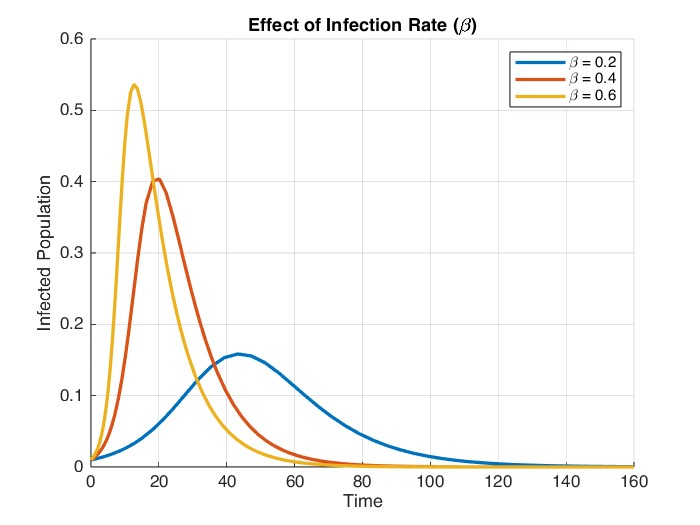 Effect of Infection Rate (β)
β = 0.2
β = 0.4
β = 0.6
Infected Population
0.6
0.5
0.4
0.3
0.2
0.1
0
0 20 40 60 80 100 120 140 160
Time